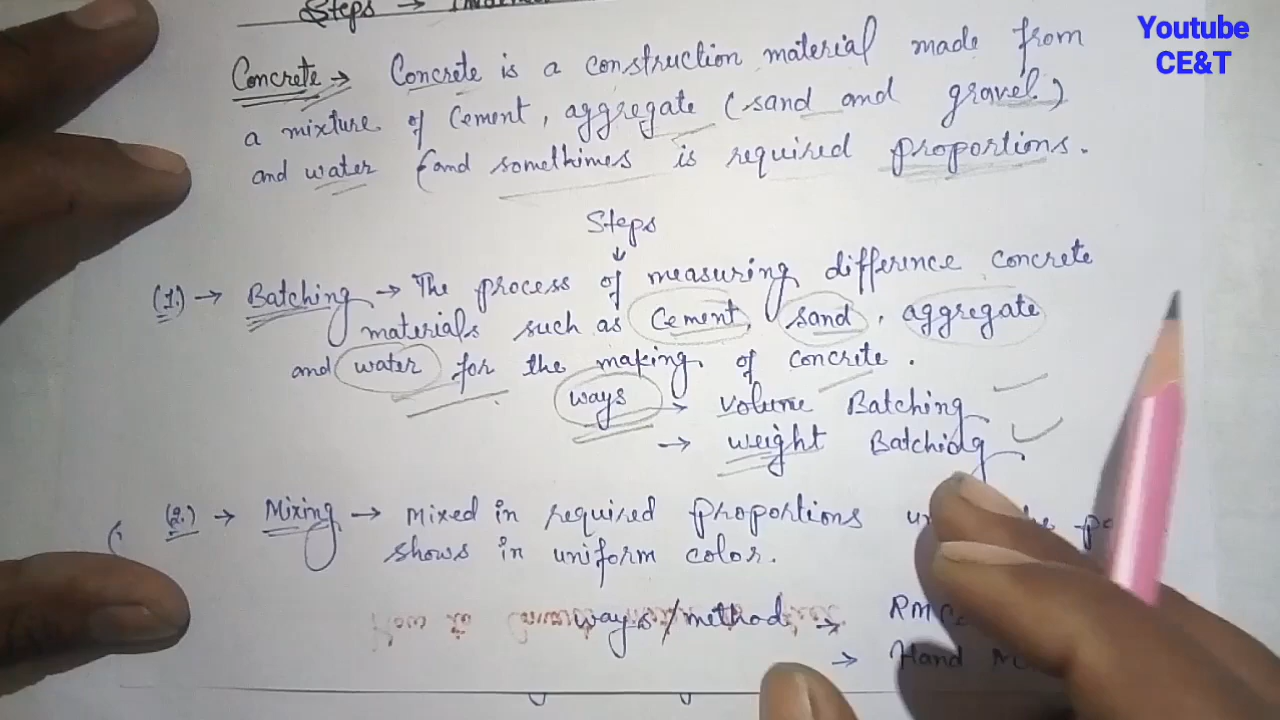 Steps →
Youtube
CE&T
Concrete → Concrete is a construction material made from
a mixture of Cement, aggregate (sand and gravel)
and water (and somethimes is required proportions.
Steps
↓
(1.) → Batching → The process of measuring difference concrete
materials such as Cement, sand, aggregate
and water for the making of concrete.
ways → volume Batching
→ weight Batching
(2.) → Mixing → Mixed in required proportions
shows in uniform color.
ways/method →
→ Hand